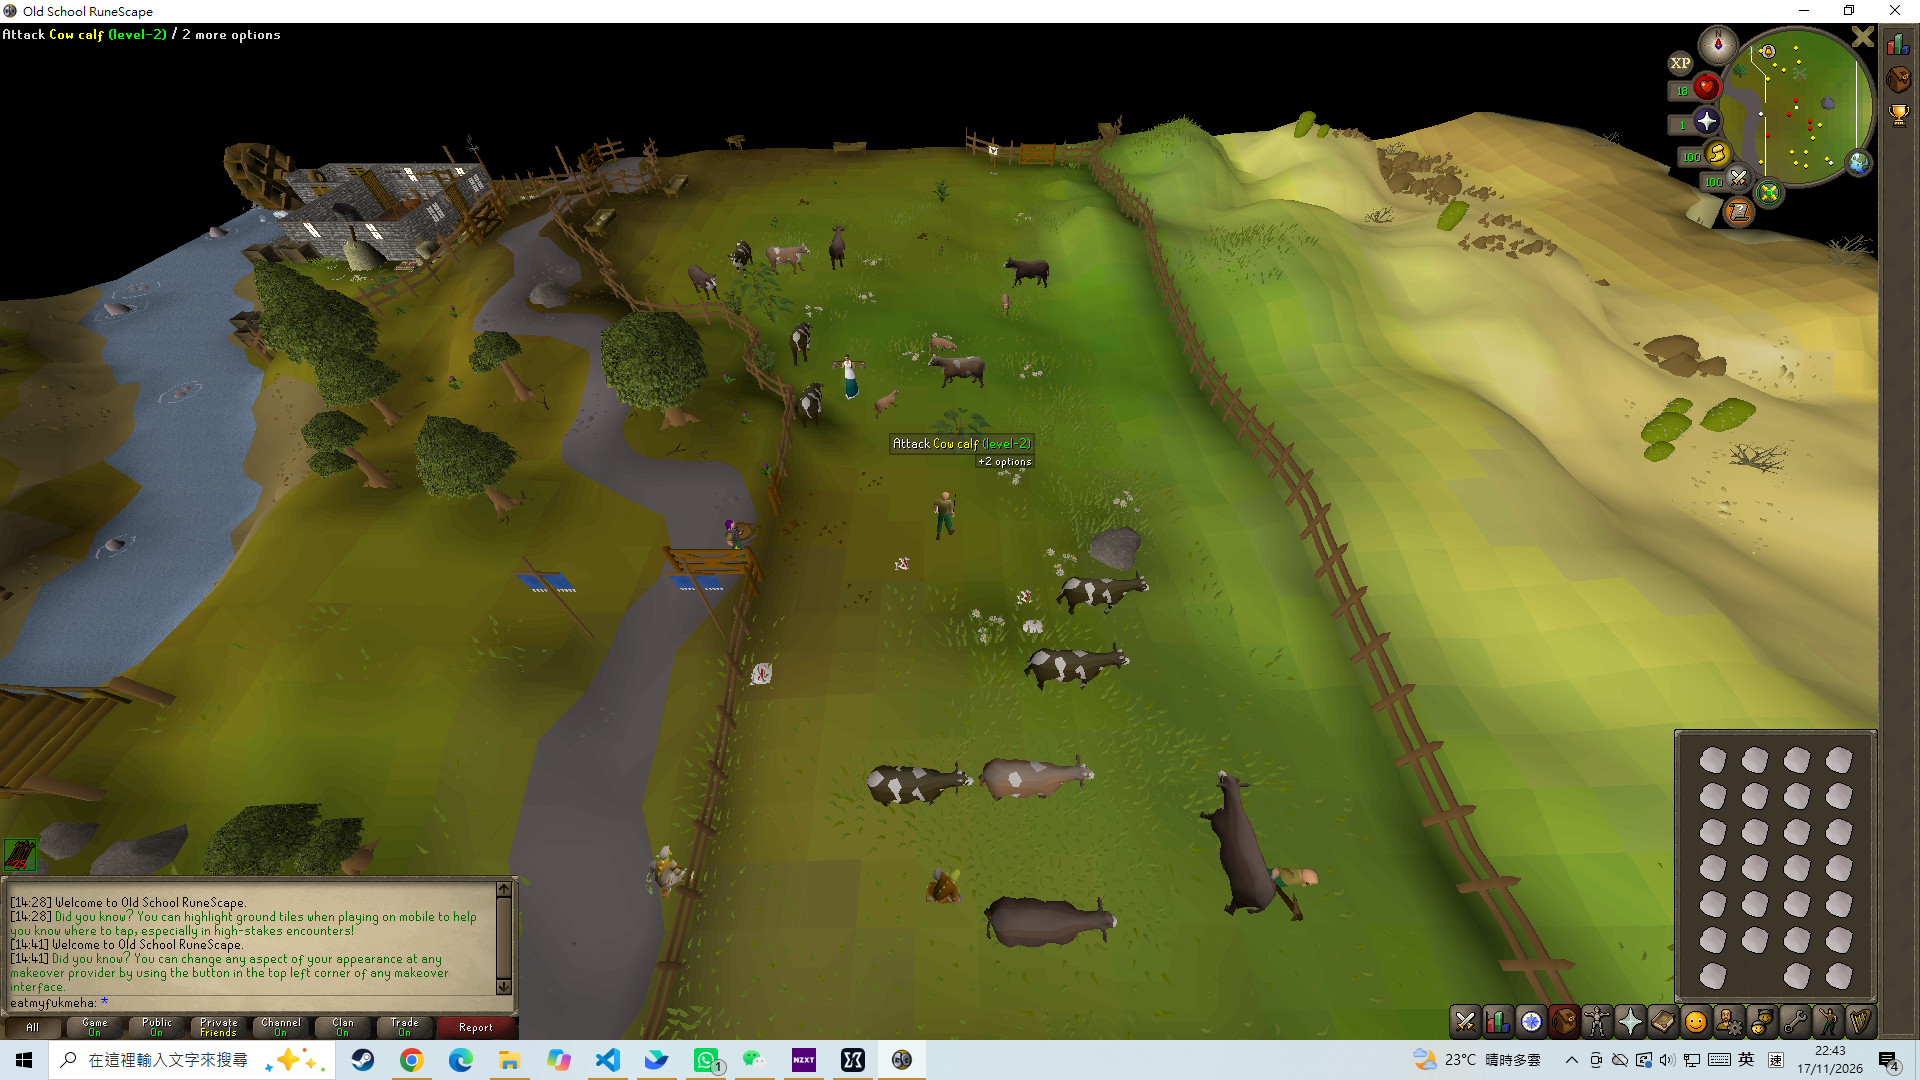 Old School RuneScape
Attack Cow calf (level-2) / 2 more options
N
XP
18
1
100
100
Attack Cow calf (level-2)
+2 options
25
[14:28] Welcome to Old School RuneScape.
[14:28] Did you know? You can highlight ground tiles when playing on mobile to help
you know where to tap, especially in high-stakes encounters!
[14:41] Welcome to Old School RuneScape.
[14:41] Did you know? You can change any aspect of your appearance at any
makeover provider by using the button in the top left corner of any makeover
interface.
eatmyfukmeha: *
All
Game
On
Public
On
Private
Friends
Channel
On
Clan
On
Trade
On
Report
在這裡輸入文字來搜尋
1
NZXT
23°C 晴時多雲
英
速
22:43
17/11/2026
4